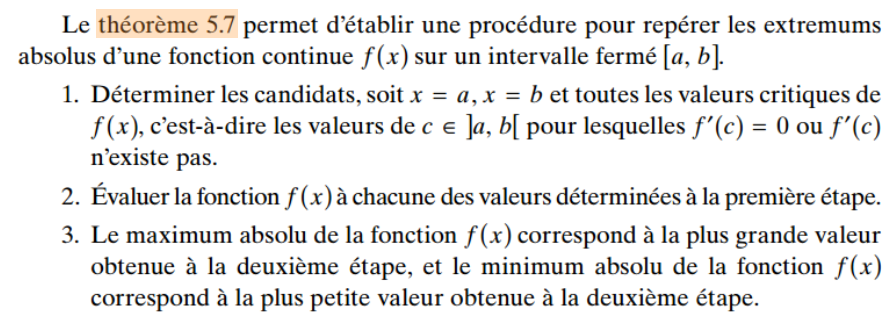 Le théorème 5.7 permet d’établir une procédure pour repérer les extremums
absolus d’une fonction continue f(x) sur un intervalle fermé [a, b].
1. Déterminer les candidats, soit x = a, x = b et toutes les valeurs critiques de
f(x), c’est-à-dire les valeurs de c ∈ ]a, b[ pour lesquelles f′(c) = 0 ou f′(c)
n’existe pas.
2. Évaluer la fonction f(x) à chacune des valeurs déterminées à la première étape.
3. Le maximum absolu de la fonction f(x) correspond à la plus grande valeur
obtenue à la deuxième étape, et le minimum absolu de la fonction f(x)
correspond à la plus petite valeur obtenue à la deuxième étape.